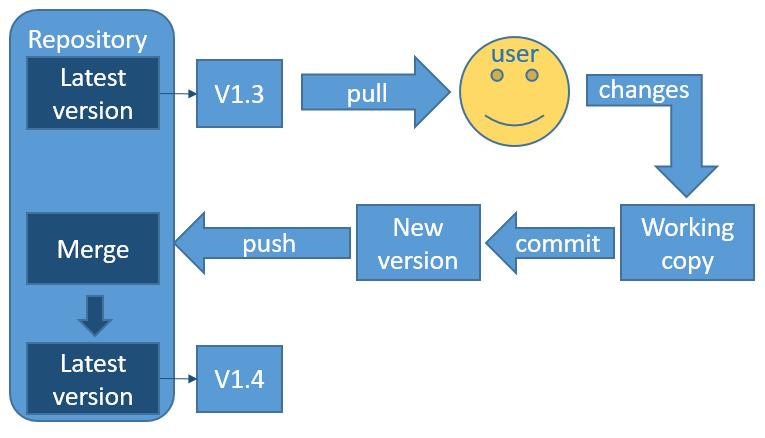 Repository
Latest
version
V1.3
pull
user
changes
Working
copy
commit
New
version
push
Merge
Latest
version
V1.4